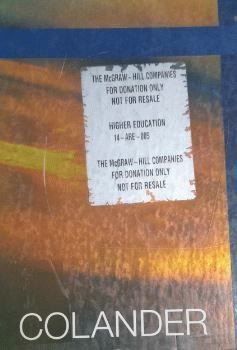 THE McGRAW-HILL COMPANIES
FOR DONATION ONLY
NOT FOR RESALE
HIGHER EDUCATION
14-ARE-005
THE McGRAW-HILL COMPANIES
FOR DONATION ONLY
NOT FOR RESALE
COLANDER